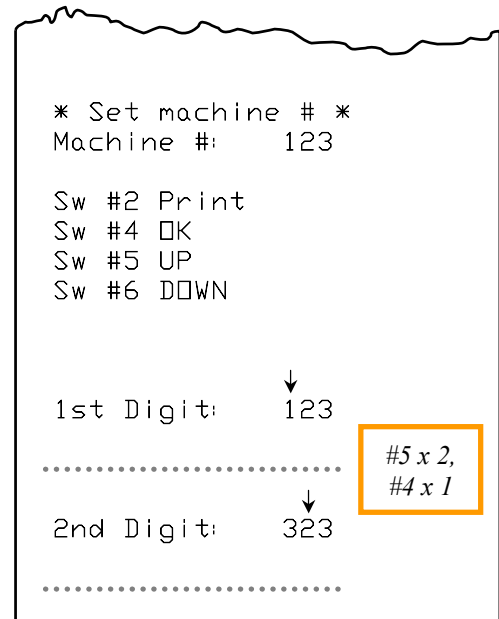 * Set machine # *
Machine #: 123
Sw #2 Print
Sw #4 OK
Sw #5 UP
Sw #6 DOWN
1st Digit: 123
#5 x 2,
#4 x 1
2nd Digit: 323